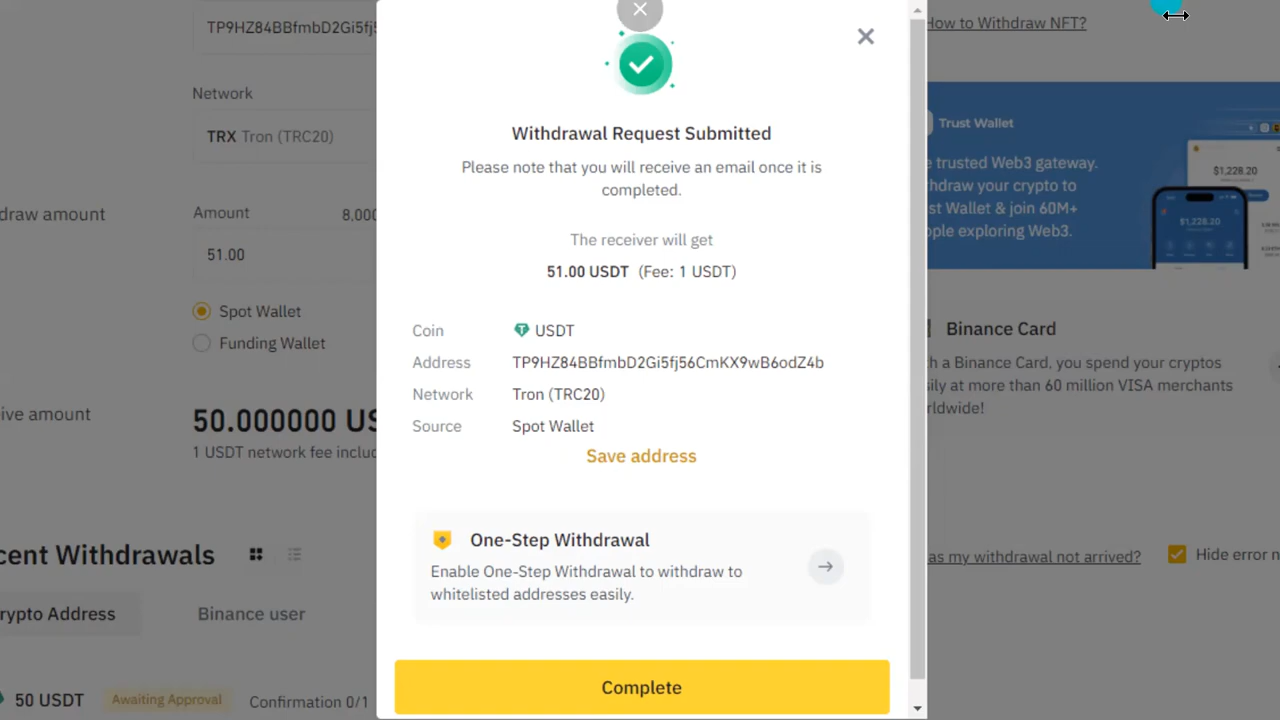 TP9HZ84BBfmbD2Gi5fj5
How to Withdraw NFT?
Network
TRX Tron (TRC20)
draw amount
Amount
8,000
51.00
Spot Wallet
Funding Wallet
ive amount
50.000000 US
1 USDT network fee includ
cent Withdrawals
rypto Address
Binance user
50 USDT
Awaiting Approval
Confirmation 0/1
Withdrawal Request Submitted
Please note that you will receive an email once it is
completed.
The receiver will get
51.00 USDT (Fee: 1 USDT)
Coin
USDT
Address
TP9HZ84BBfmbD2Gi5fj56CmKX9wB6odZ4b
Network
Tron (TRC20)
Source
Spot Wallet
Save address
One-Step Withdrawal
Enable One-Step Withdrawal to withdraw to
whitelisted addresses easily.
Complete
Trust Wallet
e trusted Web3 gateway.
hdraw your crypto to
st Wallet & join 60M+
ple exploring Web3.
$1,228.20
$1,228.20
Binance Card
h a Binance Card, you spend your cryptos
sily at more than 60 million VISA merchants
rldwide!
as my withdrawal not arrived?
Hide error n